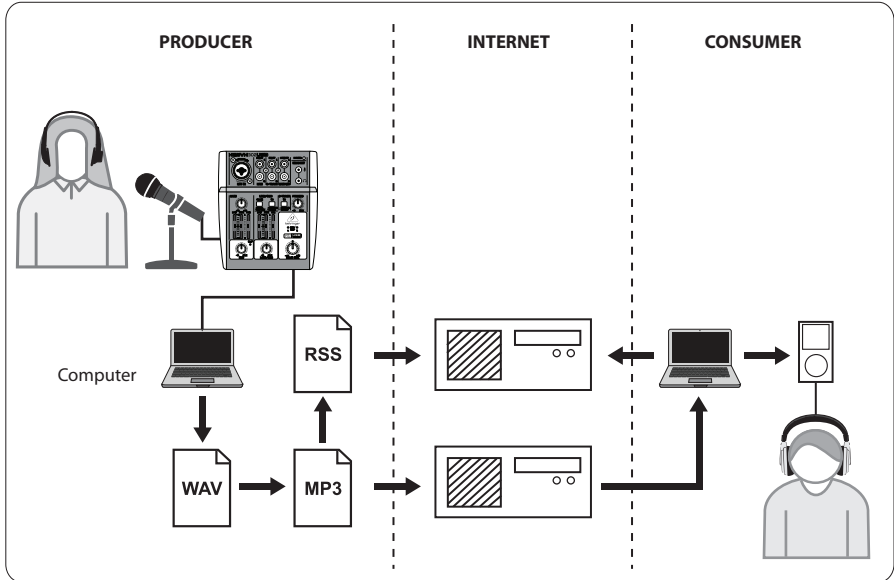 PRODUCER
INTERNET
CONSUMER
Computer
RSS
WAV
MP3